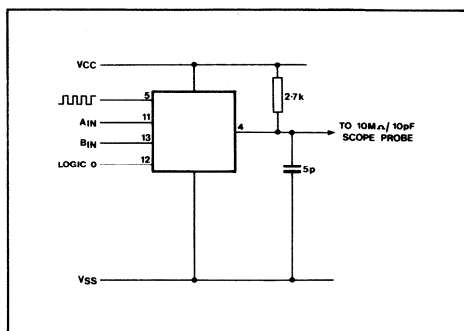 VCC
5
2·7k
AIN
11
BIN
13
4
TO 10MΩ/10pF
SCOPE PROBE
LOGIC 0
12
5p
VSS